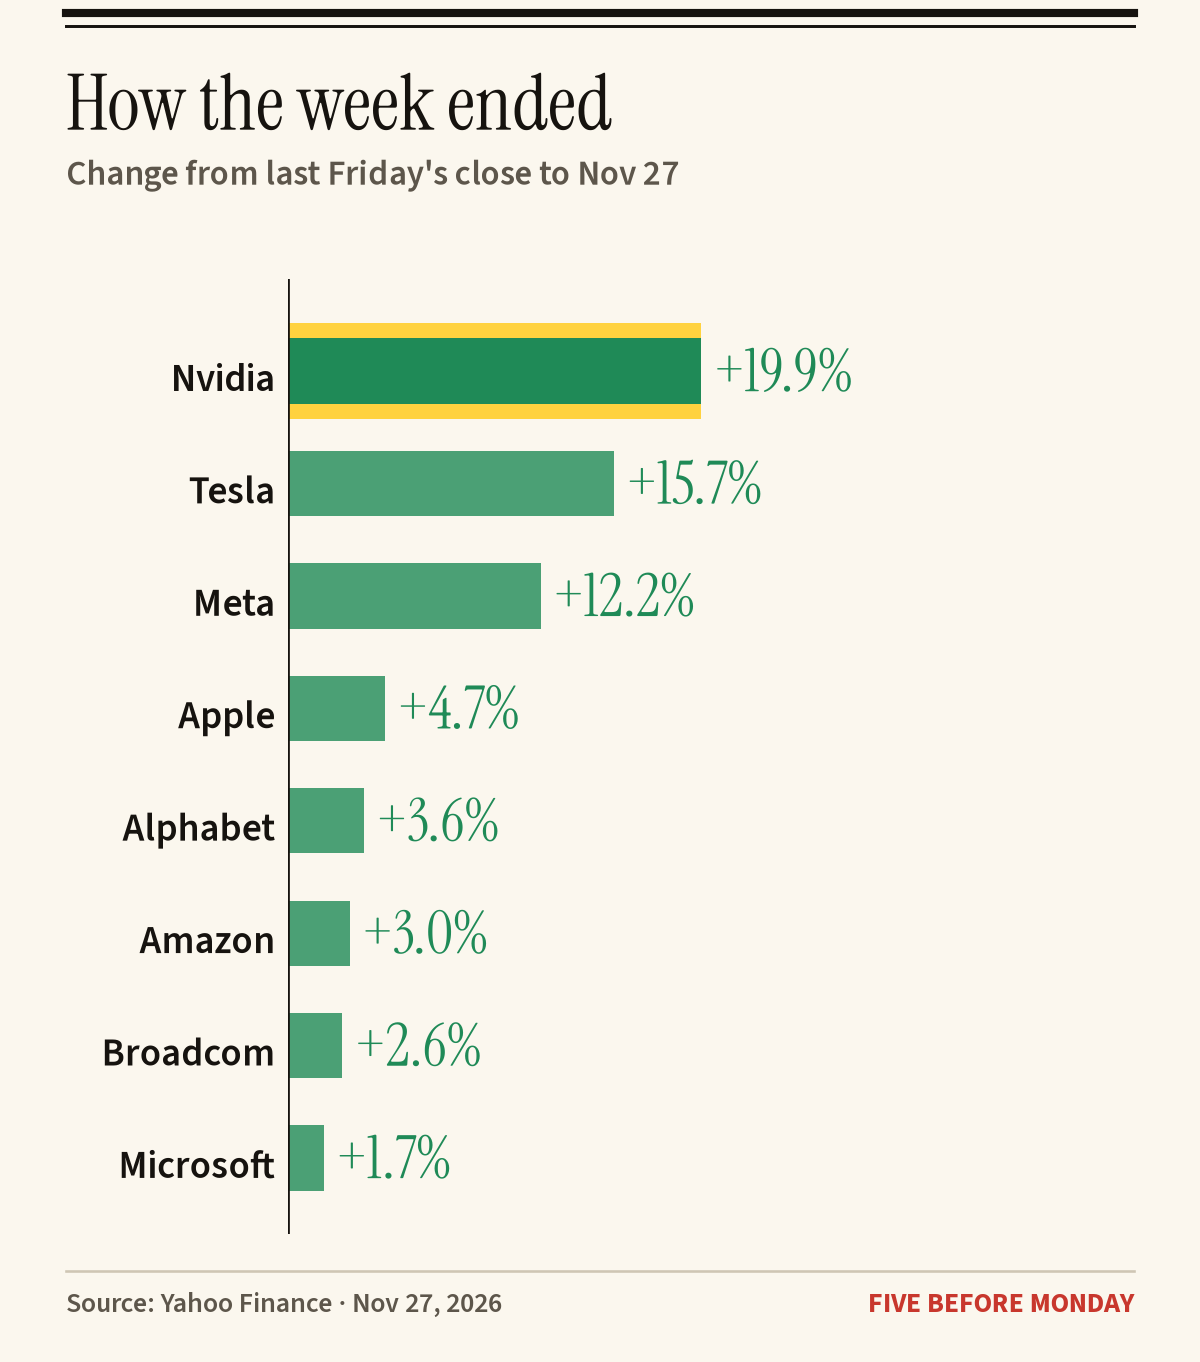 How the week ended
Change from last Friday's close to Nov 27
Nvidia +19.9%
Tesla +15.7%
Meta +12.2%
Apple +4.7%
Alphabet +3.6%
Amazon +3.0%
Broadcom +2.6%
Microsoft +1.7%
Source: Yahoo Finance · Nov 27, 2026 FIVE BEFORE MONDAY